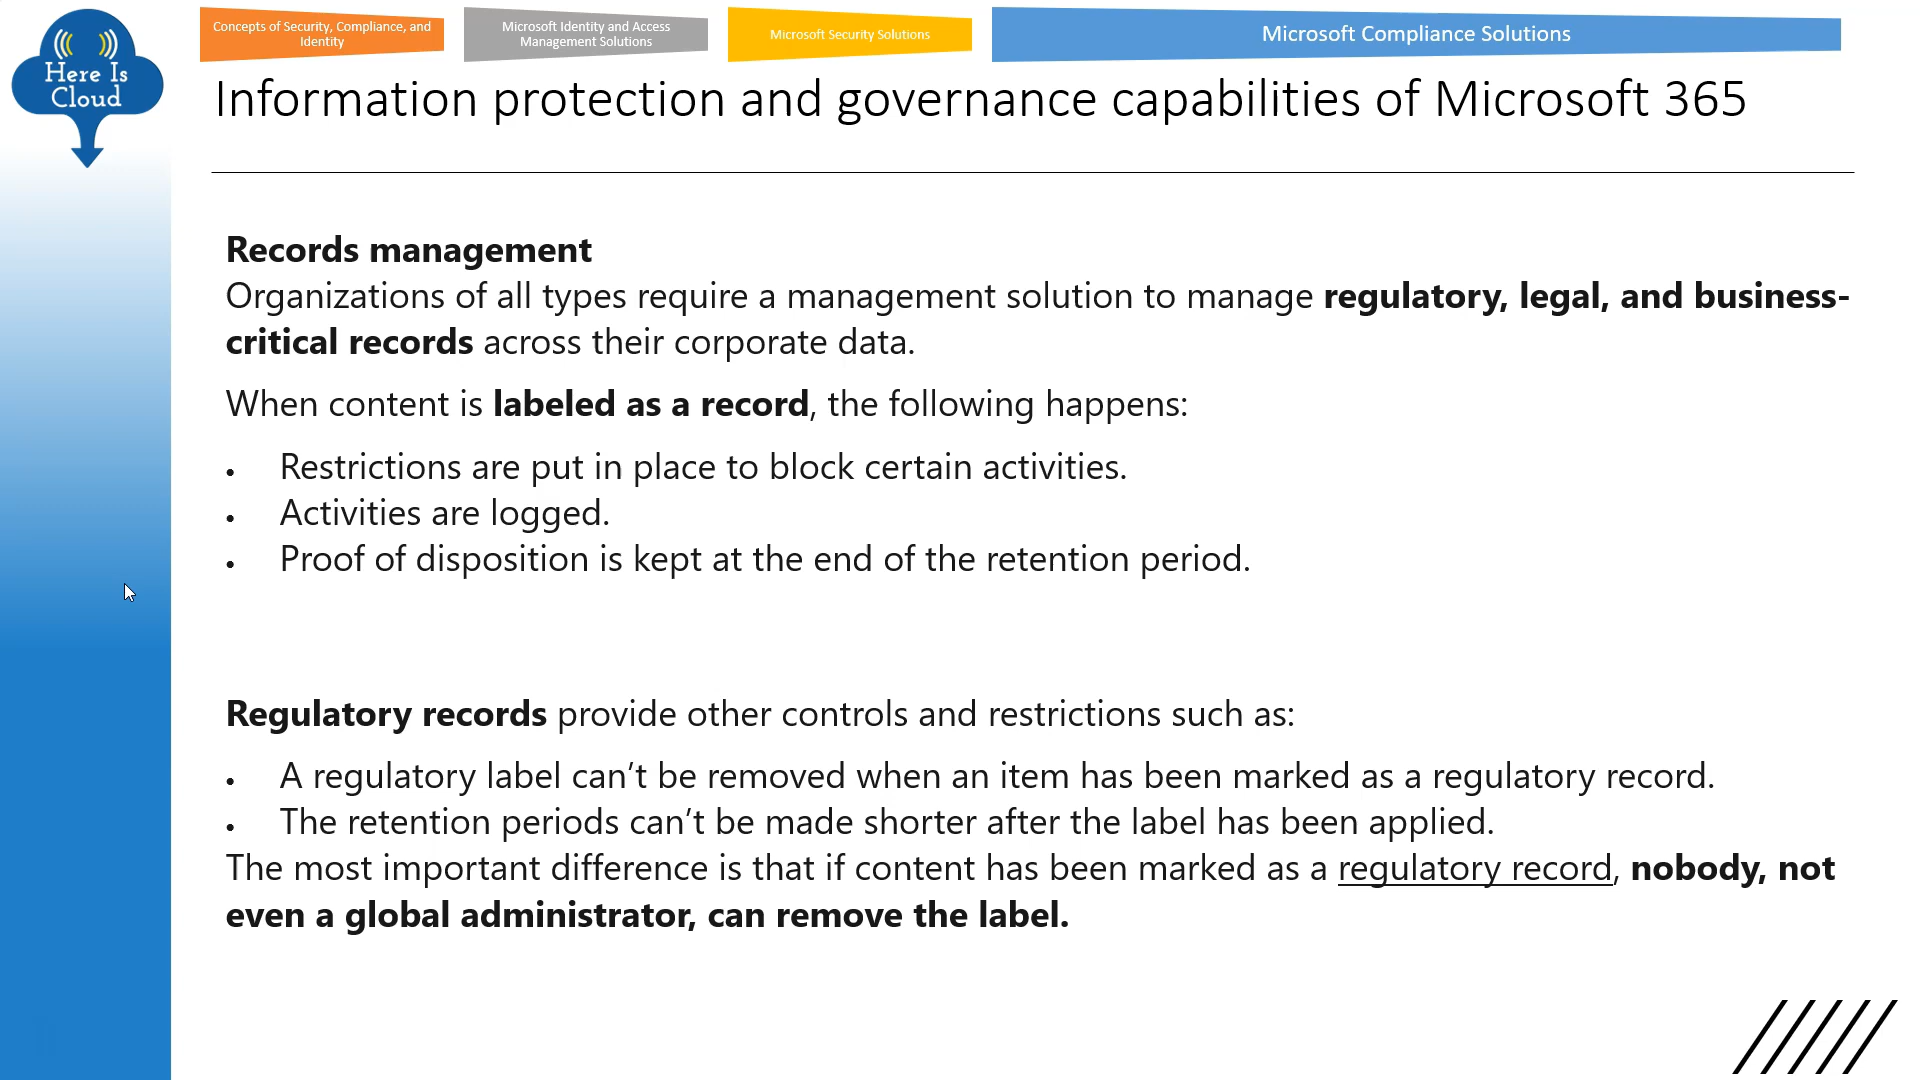 Here Is
Cloud
Concepts of Security, Compliance, and
Identity
Microsoft Identity and Access
Management Solutions
Microsoft Security Solutions
Microsoft Compliance Solutions
Information protection and governance capabilities of Microsoft 365
Records management
Organizations of all types require a management solution to manage regulatory, legal, and business-
critical records across their corporate data.
When content is labeled as a record, the following happens:
• Restrictions are put in place to block certain activities.
• Activities are logged.
• Proof of disposition is kept at the end of the retention period.
Regulatory records provide other controls and restrictions such as:
• A regulatory label can’t be removed when an item has been marked as a regulatory record.
• The retention periods can’t be made shorter after the label has been applied.
The most important difference is that if content has been marked as a regulatory record, nobody, not
even a global administrator, can remove the label.